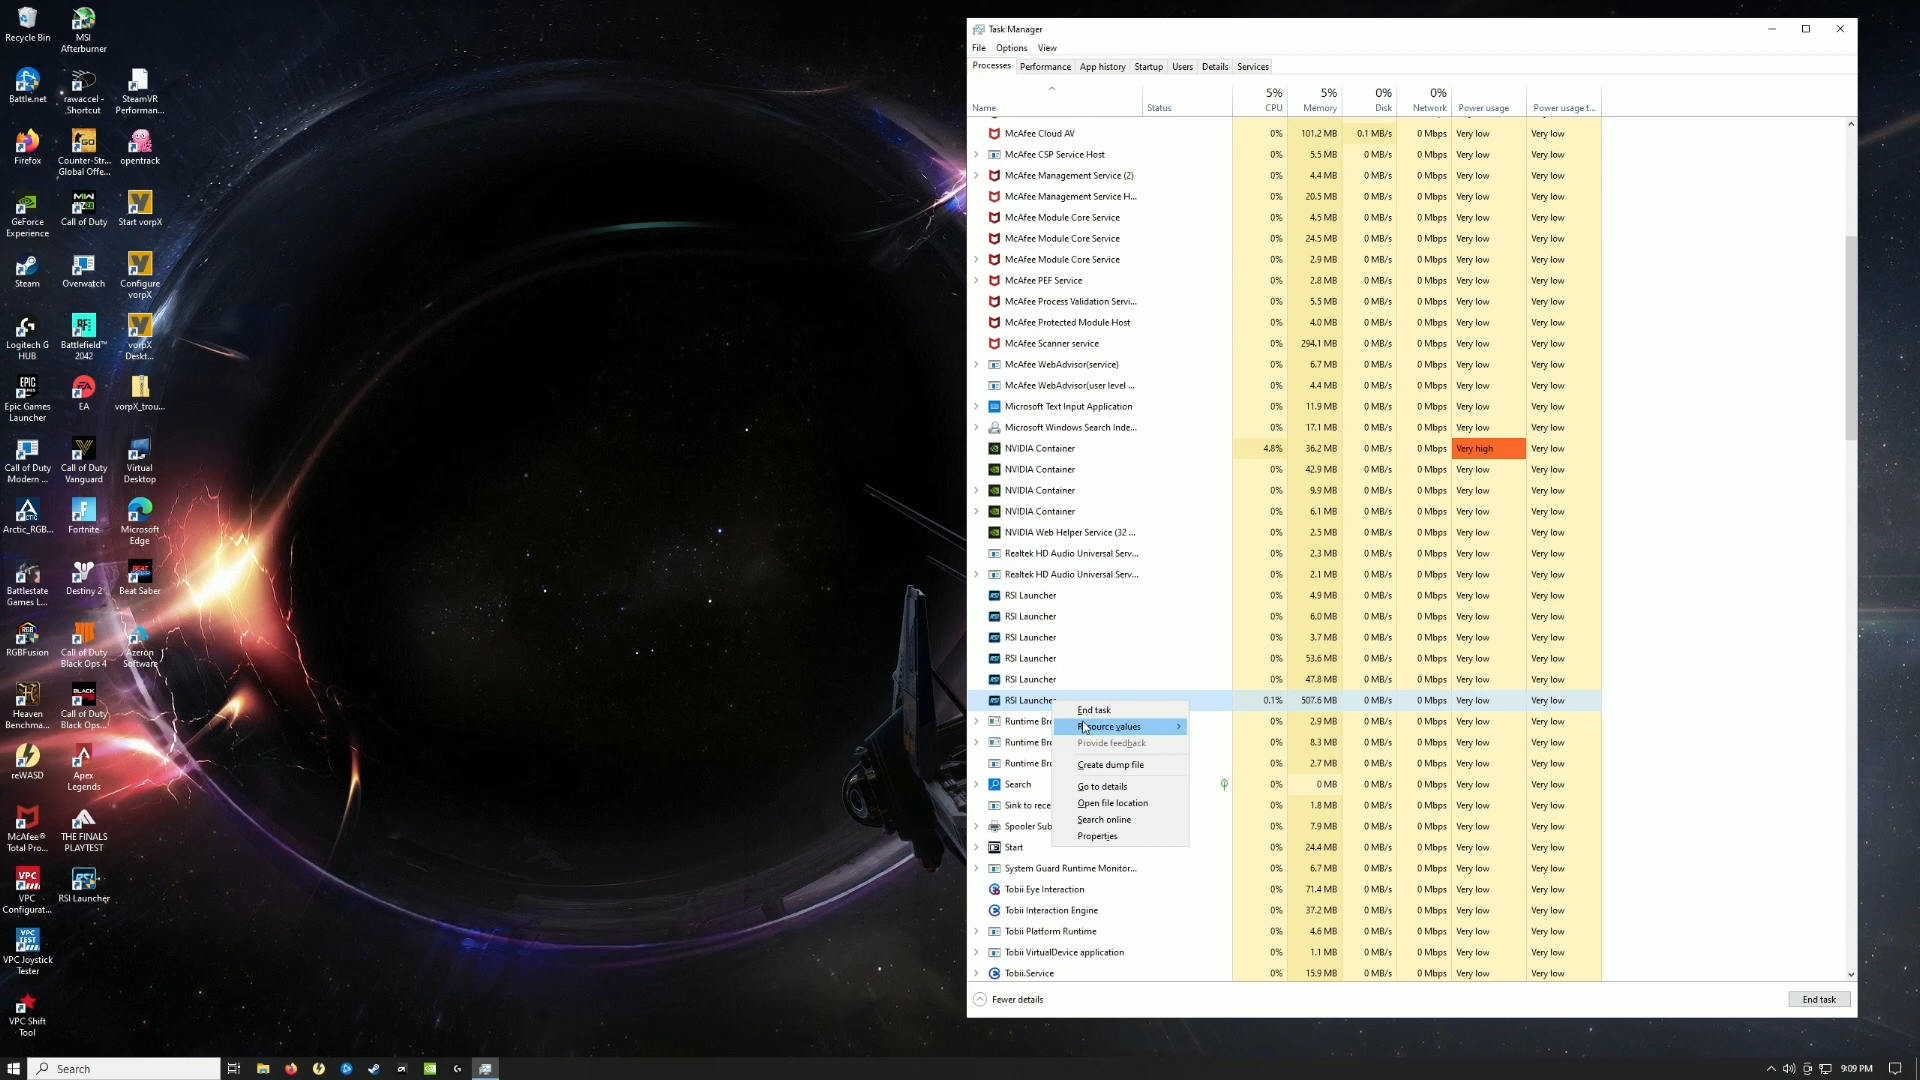 Recycle Bin
MSI
Afterburner
Battle.net
rawaccel -
Shortcut
SteamVR
Performan...
Firefox
Counter-Str...
Global Offe...
opentrack
GeForce
Experience
Call of Duty
Start vorpX
Steam
Overwatch
Configure
vorpX
Logitech G
HUB
Battlefield™
2042
vorpX
Deskt...
Epic Games
Launcher
EA
vorpX_trou...
Call of Duty
Modern ...
Call of Duty
Vanguard
Virtual
Desktop
Arctic_RGB...
Fortnite
Microsoft
Edge
Battlestate
Games L...
Destiny 2
Beat Saber
RGBFusion
Call of Duty
Black Ops 4
Azeron
Software
Heaven
Benchma...
Call of Duty
Black Ops...
reWASD
Apex
Legends
McAfee®
Total Pro...
THE FINALS
PLAYTEST
VPC
Configurat...
RSI Launcher
VPC Joystick
Tester
VPC Shift
Tool
Task Manager
File Options View
Processes Performance App history Startup Users Details Services
5% 5% 0% 0%
Name Status CPU Memory Disk Network Power usage Power usage t...
McAfee Cloud AV 0% 101.2 MB 0.1 MB/s 0 Mbps Very low Very low
McAfee CSP Service Host 0% 5.5 MB 0 MB/s 0 Mbps Very low Very low
McAfee Management Service (2) 0% 4.4 MB 0 MB/s 0 Mbps Very low Very low
McAfee Management Service H... 0% 20.5 MB 0 MB/s 0 Mbps Very low Very low
McAfee Module Core Service 0% 4.5 MB 0 MB/s 0 Mbps Very low Very low
McAfee Module Core Service 0% 24.5 MB 0 MB/s 0 Mbps Very low Very low
McAfee Module Core Service 0% 2.9 MB 0 MB/s 0 Mbps Very low Very low
McAfee PEF Service 0% 2.8 MB 0 MB/s 0 Mbps Very low Very low
McAfee Process Validation Servi... 0% 5.5 MB 0 MB/s 0 Mbps Very low Very low
McAfee Protected Module Host 0% 4.0 MB 0 MB/s 0 Mbps Very low Very low
McAfee Scanner service 0% 294.1 MB 0 MB/s 0 Mbps Very low Very low
McAfee WebAdvisor(service) 0% 6.7 MB 0 MB/s 0 Mbps Very low Very low
McAfee WebAdvisor(user level ... 0% 4.4 MB 0 MB/s 0 Mbps Very low Very low
Microsoft Text Input Application 0% 11.9 MB 0 MB/s 0 Mbps Very low Very low
Microsoft Windows Search Inde... 0% 17.1 MB 0 MB/s 0 Mbps Very low Very low
NVIDIA Container 4.8% 36.2 MB 0 MB/s 0 Mbps Very high Very low
NVIDIA Container 0% 42.9 MB 0 MB/s 0 Mbps Very low Very low
NVIDIA Container 0% 9.9 MB 0 MB/s 0 Mbps Very low Very low
NVIDIA Container 0% 6.1 MB 0 MB/s 0 Mbps Very low Very low
NVIDIA Web Helper Service (32 ... 0% 2.5 MB 0 MB/s 0 Mbps Very low Very low
Realtek HD Audio Universal Serv... 0% 2.3 MB 0 MB/s 0 Mbps Very low Very low
Realtek HD Audio Universal Serv... 0% 2.1 MB 0 MB/s 0 Mbps Very low Very low
RSI Launcher 0% 4.9 MB 0 MB/s 0 Mbps Very low Very low
RSI Launcher 0% 6.0 MB 0 MB/s 0 Mbps Very low Very low
RSI Launcher 0% 3.7 MB 0 MB/s 0 Mbps Very low Very low
RSI Launcher 0% 53.6 MB 0 MB/s 0 Mbps Very low Very low
RSI Launcher 0% 47.8 MB 0 MB/s 0 Mbps Very low Very low
RSI Launche 0.1% 507.6 MB 0 MB/s 0 Mbps Very low Very low
Runtime Bro 0% 2.9 MB 0 MB/s 0 Mbps Very low Very low
Runtime Bro 0% 8.3 MB 0 MB/s 0 Mbps Very low Very low
Runtime Bro 0% 2.7 MB 0 MB/s 0 Mbps Very low Very low
Search 0% 0 MB 0 MB/s 0 Mbps Very low Very low
Sink to rece 0% 1.8 MB 0 MB/s 0 Mbps Very low Very low
Spooler Sub 0% 7.9 MB 0 MB/s 0 Mbps Very low Very low
Start 0% 24.4 MB 0 MB/s 0 Mbps Very low Very low
System Guard Runtime Monitor... 0% 6.7 MB 0 MB/s 0 Mbps Very low Very low
Tobii Eye Interaction 0% 71.4 MB 0 MB/s 0 Mbps Very low Very low
Tobii Interaction Engine 0% 37.2 MB 0 MB/s 0 Mbps Very low Very low
Tobii Platform Runtime 0% 4.6 MB 0 MB/s 0 Mbps Very low Very low
Tobii VirtualDevice application 0% 1.1 MB 0 MB/s 0 Mbps Very low Very low
Tobii.Service 0% 15.9 MB 0 MB/s 0 Mbps Very low Very low
End task
Resource values
Provide feedback
Create dump file
Go to details
Open file location
Search online
Properties
Fewer details End task
Search 9:09 PM